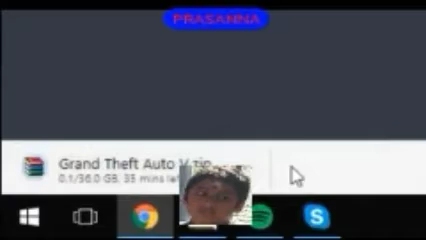 PRASANNA
Grand Theft Auto V.zip
0.1/36.0 GB, 35 mins left